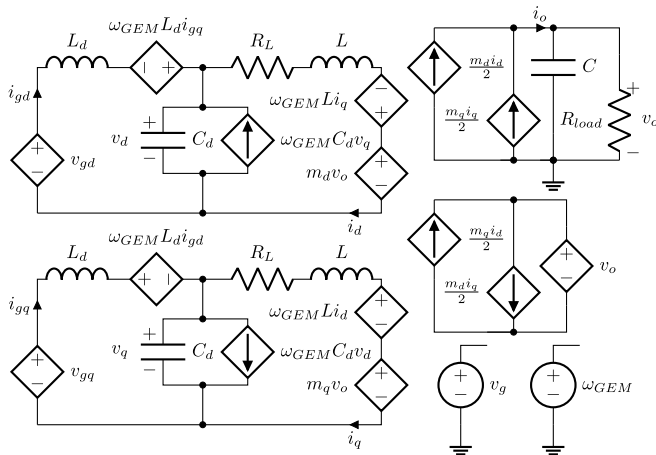 L_d
ω_GEM L_d i_gq
R_L
L
i_gd
v_gd
v_d
C_d
ω_GEM L i_q
ω_GEM C_d v_q
m_d v_o
i_d
i_o
m_d i_d / 2
m_q i_q / 2
C
R_load
v_o
L_d
ω_GEM L_d i_gd
R_L
L
i_gq
v_gq
v_q
C_d
ω_GEM L i_d
ω_GEM C_d v_d
m_q v_o
i_q
m_q i_d / 2
m_d i_q / 2
v_o
v_g
ω_GEM